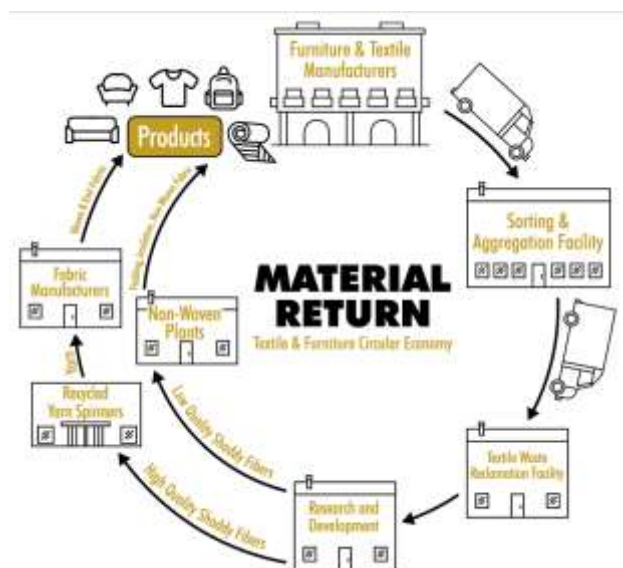 Furniture & Textile
Manufacturers
Products
Sorting &
Aggregation Facility
Fabric
Manufacturers
Non-Woven
Plants
MATERIAL
RETURN
Textile & Furniture Circular Economy
Yarn
Recycled
Yarn Spinners
Low Quality Shoddy Fibers
High Quality Shoddy Fibers
Textile Waste
Reclamation Facility
Research and
Development